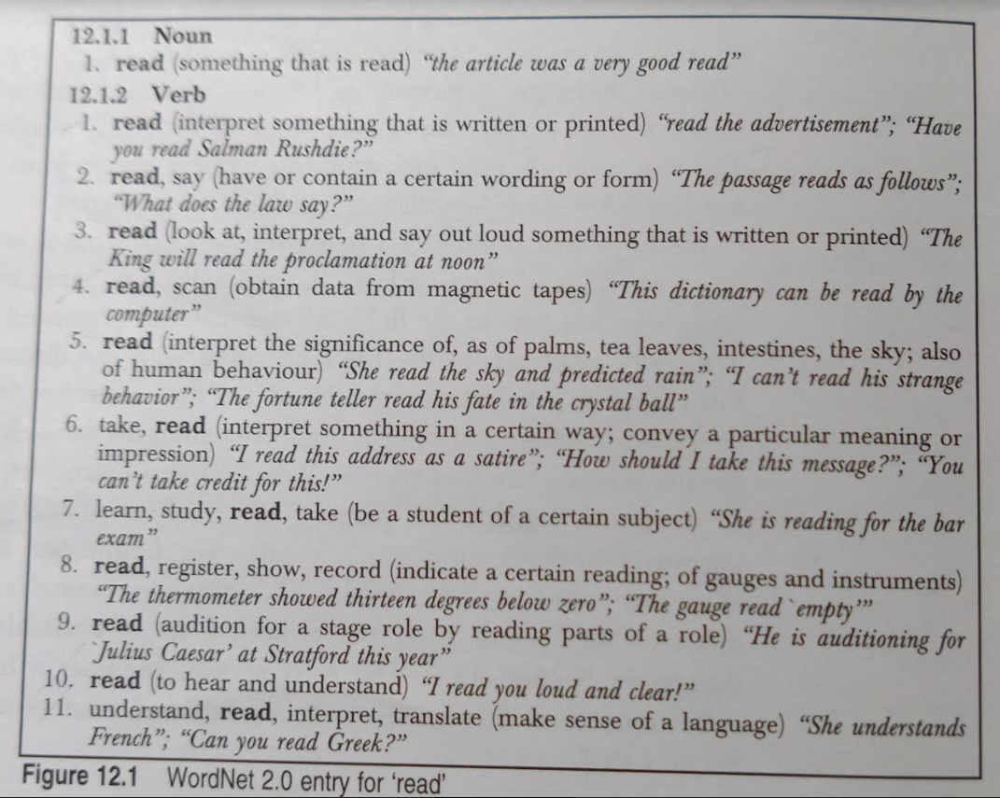 12.1.1 Noun
1. read (something that is read) “the article was a very good read”
12.1.2 Verb
1. read (interpret something that is written or printed) “read the advertisement”; “Have
you read Salman Rushdie?”
2. read, say (have or contain a certain wording or form) “The passage reads as follows”;
“What does the law say?”
3. read (look at, interpret, and say out loud something that is written or printed) “The
King will read the proclamation at noon”
4. read, scan (obtain data from magnetic tapes) “This dictionary can be read by the
computer”
5. read (interpret the significance of, as of palms, tea leaves, intestines, the sky; also
of human behaviour) “She read the sky and predicted rain”; “I can’t read his strange
behavior”; “The fortune teller read his fate in the crystal ball”
6. take, read (interpret something in a certain way; convey a particular meaning or
impression) “I read this address as a satire”; “How should I take this message?”; “You
can’t take credit for this!”
7. learn, study, read, take (be a student of a certain subject) “She is reading for the bar
exam”
8. read, register, show, record (indicate a certain reading; of gauges and instruments)
“The thermometer showed thirteen degrees below zero”; “The gauge read `empty’”
9. read (audition for a stage role by reading parts of a role) “He is auditioning for
`Julius Caesar’ at Stratford this year”
10. read (to hear and understand) “I read you loud and clear!”
11. understand, read, interpret, translate (make sense of a language) “She understands
French”; “Can you read Greek?”
Figure 12.1 WordNet 2.0 entry for ‘read’